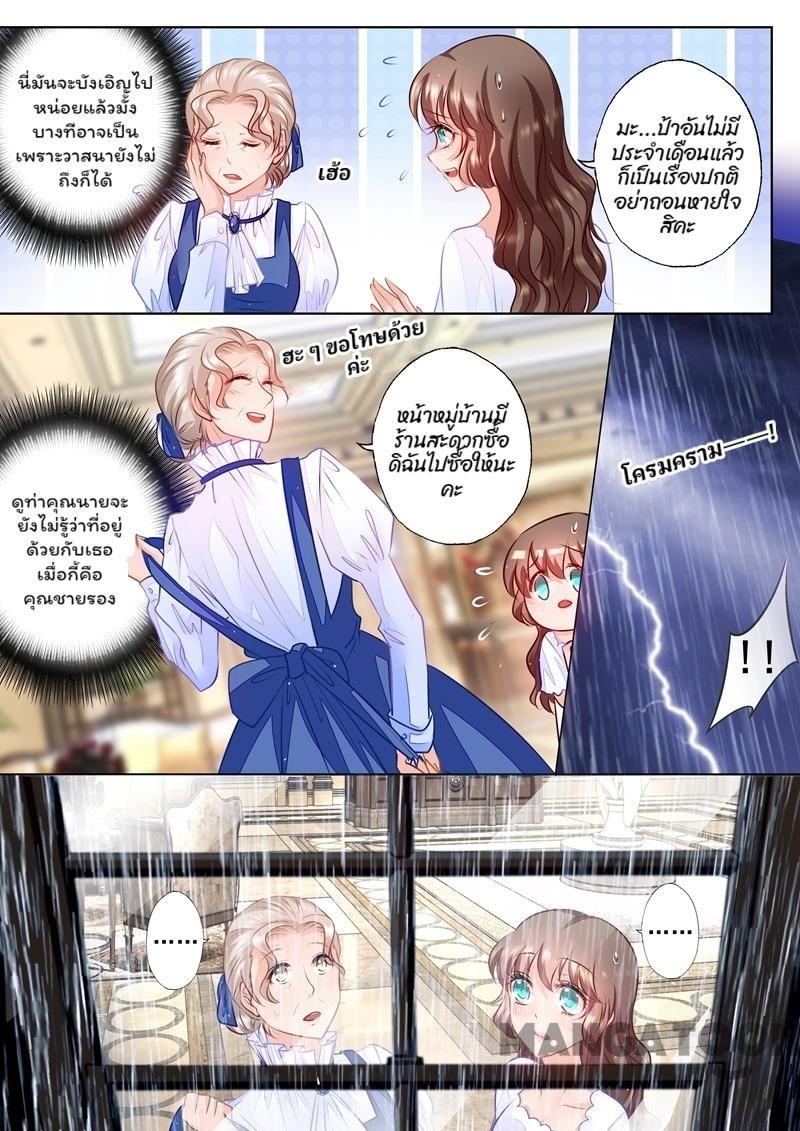 นี่มันจะบังเอิญไป
หน่อยแล้วมั้ง
บางทีอาจเป็น
เพราะวาสนายังไม่
ถึงก็ได้
เฮ้อ
มะ...ป้าอันไม่มี
ประจำเดือนแล้ว
ก็เป็นเรื่องปกติ
อย่าถอนหายใจ
สิคะ
ฮะ ๆ ขอโทษด้วย
ค่ะ
หน้าหมู่บ้านมี
ร้านสะดวกซื้อ
ดิฉันไปซื้อให้นะ
คะ
โครมคราม——!
ดูท่าคุณนายจะ
ยังไม่รู้ว่าที่อยู่
ด้วยกับเธอ
เมื่อกี้คือ
คุณชายรอง
!!
......
......
MANGATOON